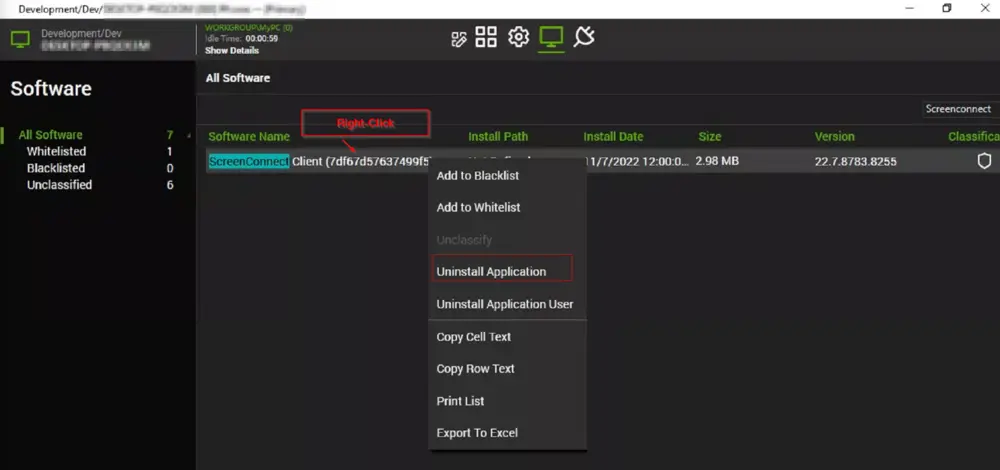 Development/Dev/
Development/Dev
WORKGROUP\MyPC (0)
Idle Time: 00:00:59
Show Details
Software
All Software 7
Whitelisted 1
Blacklisted 0
Unclassified 6
All Software
Screenconnect
Right-Click
Software Name Install Path Install Date Size Version Classifica
ScreenConnect Client (7df67d57637499f5 11/7/2022 12:00:0... 2.98 MB 22.7.8783.8255
Add to Blacklist
Add to Whitelist
Unclassify
Uninstall Application
Uninstall Application User
Copy Cell Text
Copy Row Text
Print List
Export To Excel